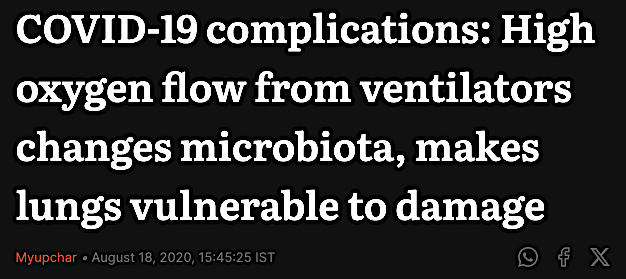 COVID-19 complications: High
oxygen flow from ventilators
changes microbiota, makes
lungs vulnerable to damage
Myupchar • August 18, 2020, 15:45:25 IST